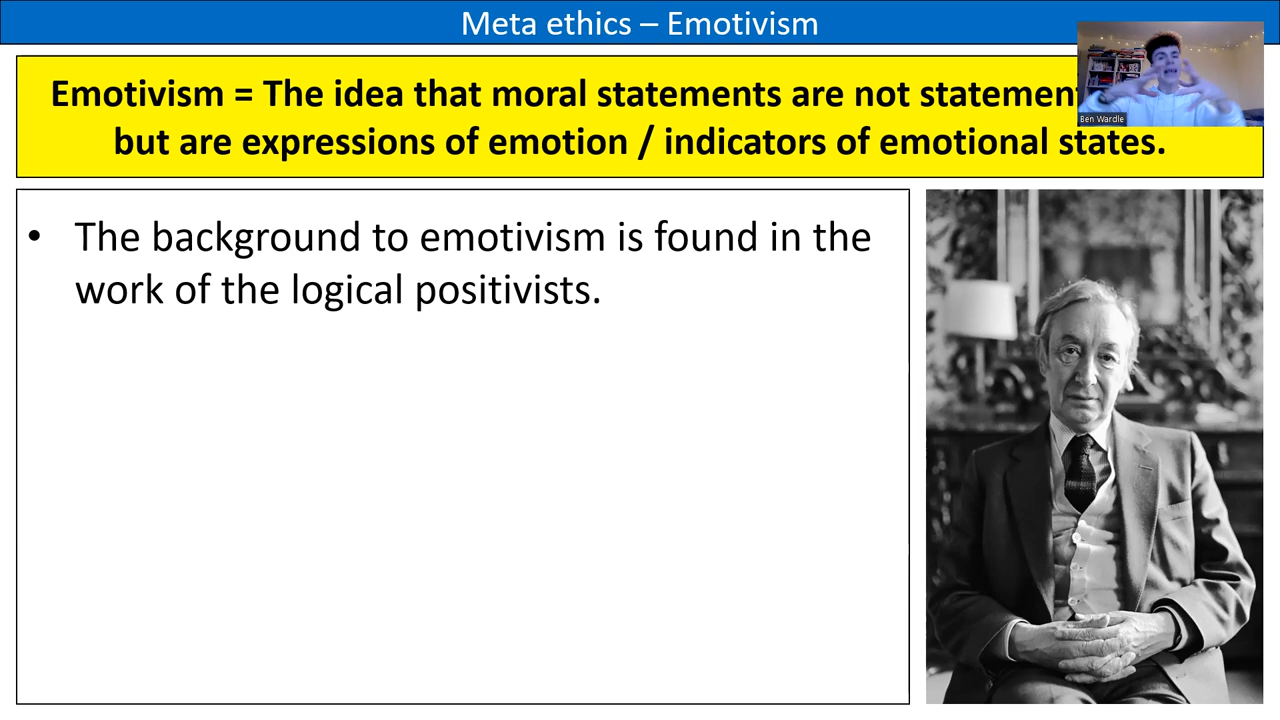 Meta ethics – Emotivism
Emotivism = The idea that moral statements are not
Ben Wardle
but are expressions of emotion / indicators of emotional states.
• The background to emotivism is found in the
work of the logical positivists.